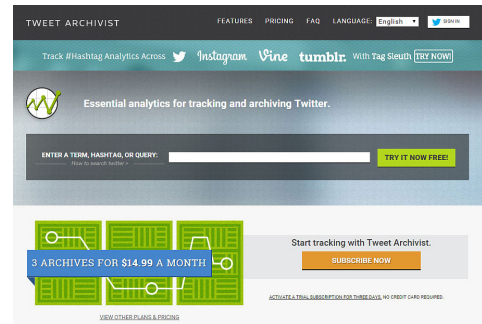 TWEET ARCHIVIST FEATURES PRICING FAQ LANGUAGE: English SIGN IN
Track #Hashtag Analytics Across Instagram Vine tumblr. With Tag Sleuth TRY NOW!
Essential analytics for tracking and archiving Twitter.
ENTER A TERM, HASHTAG, OR QUERY: TRY IT NOW FREE!
How to search twitter »
Start tracking with Tweet Archivist.
3 ARCHIVES FOR $14.99 A MONTH SUBSCRIBE NOW
ACTIVATE A TRIAL SUBSCRIPTION FOR THREE DAYS, NO CREDIT CARD REQUIRED.
VIEW OTHER PLANS & PRICING